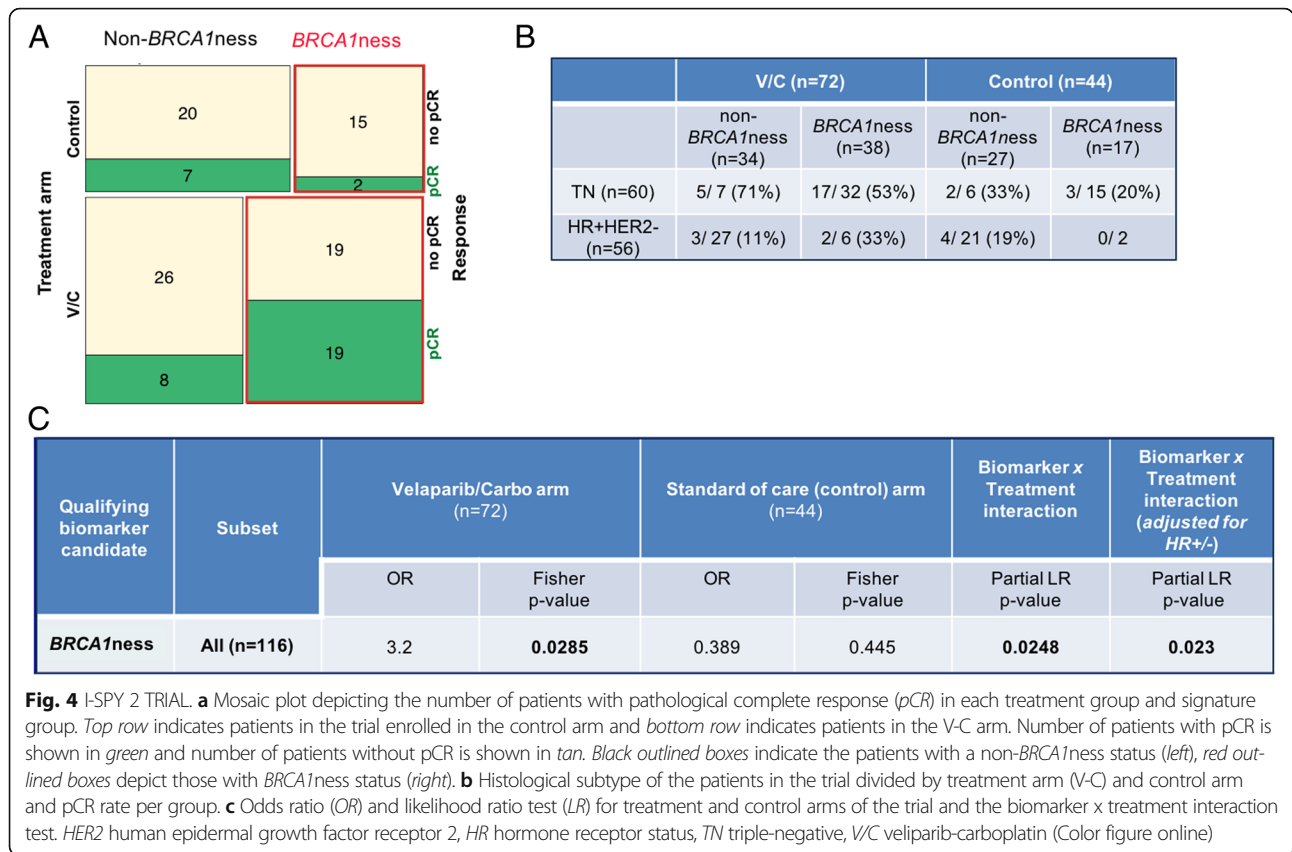 A
Non-BRCA1ness
BRCA1ness
Treatment arm
Control
V/C
20
7
15
2
26
8
19
19
no pCR
pCR
no pCR
pCR
Response
B
V/C (n=72)
Control (n=44)
non-BRCA1ness (n=34)
BRCA1ness (n=38)
non-BRCA1ness (n=27)
BRCA1ness (n=17)
TN (n=60) 5/ 7 (71%) 17/ 32 (53%) 2/ 6 (33%) 3/ 15 (20%)
HR+HER2- (n=56) 3/ 27 (11%) 2/ 6 (33%) 4/ 21 (19%) 0/ 2
C
Qualifying biomarker candidate
Subset
Velaparib/Carbo arm
(n=72)
Standard of care (control) arm
(n=44)
Biomarker x Treatment interaction
Biomarker x Treatment interaction (adjusted for HR+/-)
OR
Fisher p-value
OR
Fisher p-value
Partial LR p-value
Partial LR p-value
BRCA1ness All (n=116) 3.2 0.0285 0.389 0.445 0.0248 0.023
Fig. 4 I-SPY 2 TRIAL. a Mosaic plot depicting the number of patients with pathological complete response (pCR) in each treatment group and signature
group. Top row indicates patients in the trial enrolled in the control arm and bottom row indicates patients in the V-C arm. Number of patients with pCR is
shown in green and number of patients without pCR is shown in tan. Black outlined boxes indicate the patients with a non-BRCA1ness status (left), red out-
lined boxes depict those with BRCA1ness status (right). b Histological subtype of the patients in the trial divided by treatment arm (V-C) and control arm
and pCR rate per group. c Odds ratio (OR) and likelihood ratio test (LR) for treatment and control arms of the trial and the biomarker x treatment interaction
test. HER2 human epidermal growth factor receptor 2, HR hormone receptor status, TN triple-negative, V/C veliparib-carboplatin (Color figure online)